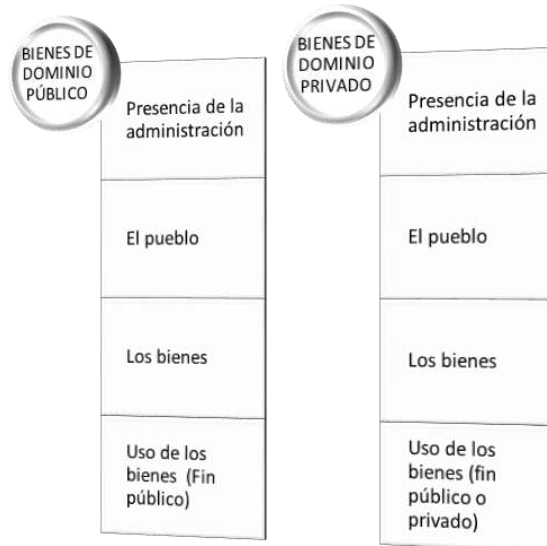 BIENES DE
DOMINIO
PÚBLICO
Presencia de la
administración
El pueblo
Los bienes
Uso de los
bienes (Fin
público)
BIENES DE
DOMINIO
PRIVADO
Presencia de la
administración
El pueblo
Los bienes
Uso de los
bienes (fin
público o
privado)